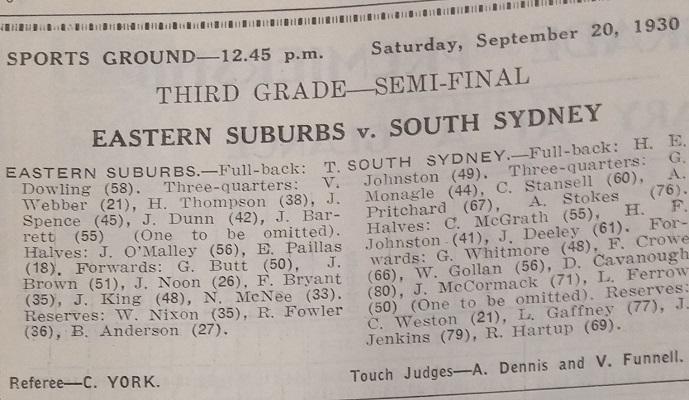 SPORTS GROUND—12.45 p.m. Saturday, September 20, 1930
THIRD GRADE—SEMI-FINAL
EASTERN SUBURBS v. SOUTH SYDNEY
EASTERN SUBURBS.—Full-back: T.
Dowling (58). Three-quarters: V.
Webber (21), H. Thompson (38), J.
Spence (45), J. Dunn (42), J. Bar-
rett (55) (One to be omitted).
Halves: J. O'Malley (56), E. Paillas
(18). Forwards: G. Butt (50), J.
Brown (51), J. Noon (26), F. Bryant
(35), J. King (48), N. McNee (33).
Reserves: W. Nixon (35), R. Fowler
(36), B. Anderson (27).
SOUTH SYDNEY.—Full-back: H. E.
Johnston (49). Three-quarters: G.
Monagle (44), C. Stansell (60), A.
Pritchard (67), A. Stokes (76).
Halves: C. McGrath (55), H. F.
Johnston (41), J. Deeley (61). For-
wards: G. Whitmore (48), F. Crowe
(66), W. Gollan (56), D. Cavanough
(80), J. McCormack (71), L. Ferrow
(50) (One to be omitted). Reserves:
C. Weston (21), L. Gaffney (77), J.
Jenkins (79), R. Hartup (69).
Referee—C. YORK.
Touch Judges—A. Dennis and V. Funnell.